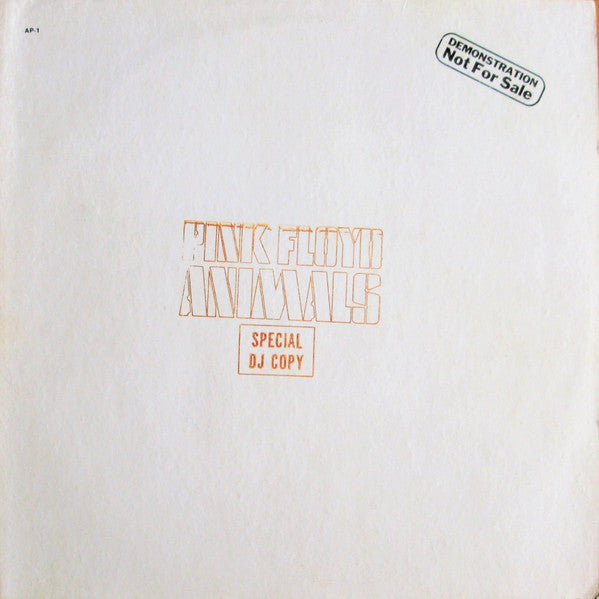 AP-1
DEMONSTRATION
Not For Sale
PINK FLOYD
ANIMALS
SPECIAL
DJ COPY